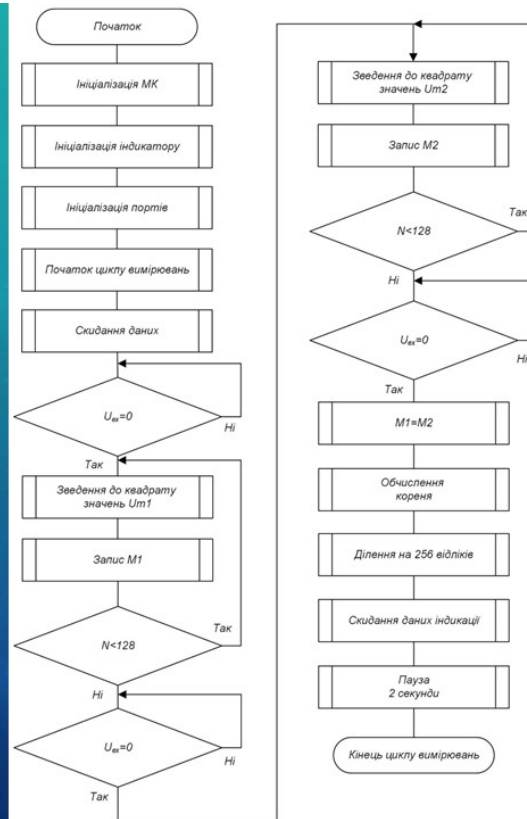 Початок
Ініціалізація МК
Ініціалізація індикатору
Ініціалізація портів
Початок циклу вимірювань
Скидання даних
Uвх=0
Ні
Так
Зведення до квадрату
значень Um1
Запис М1
N<128
Так
Ні
Uвх=0
Ні
Так
Зведення до квадрату
значень Um2
Запис М2
N<128
Так
Ні
Uвх=0
Ні
Так
М1=М2
Обчислення
кореня
Ділення на 256 відліків
Скидання даних індикації
Пауза
2 секунди
Кінець циклу вимірювань